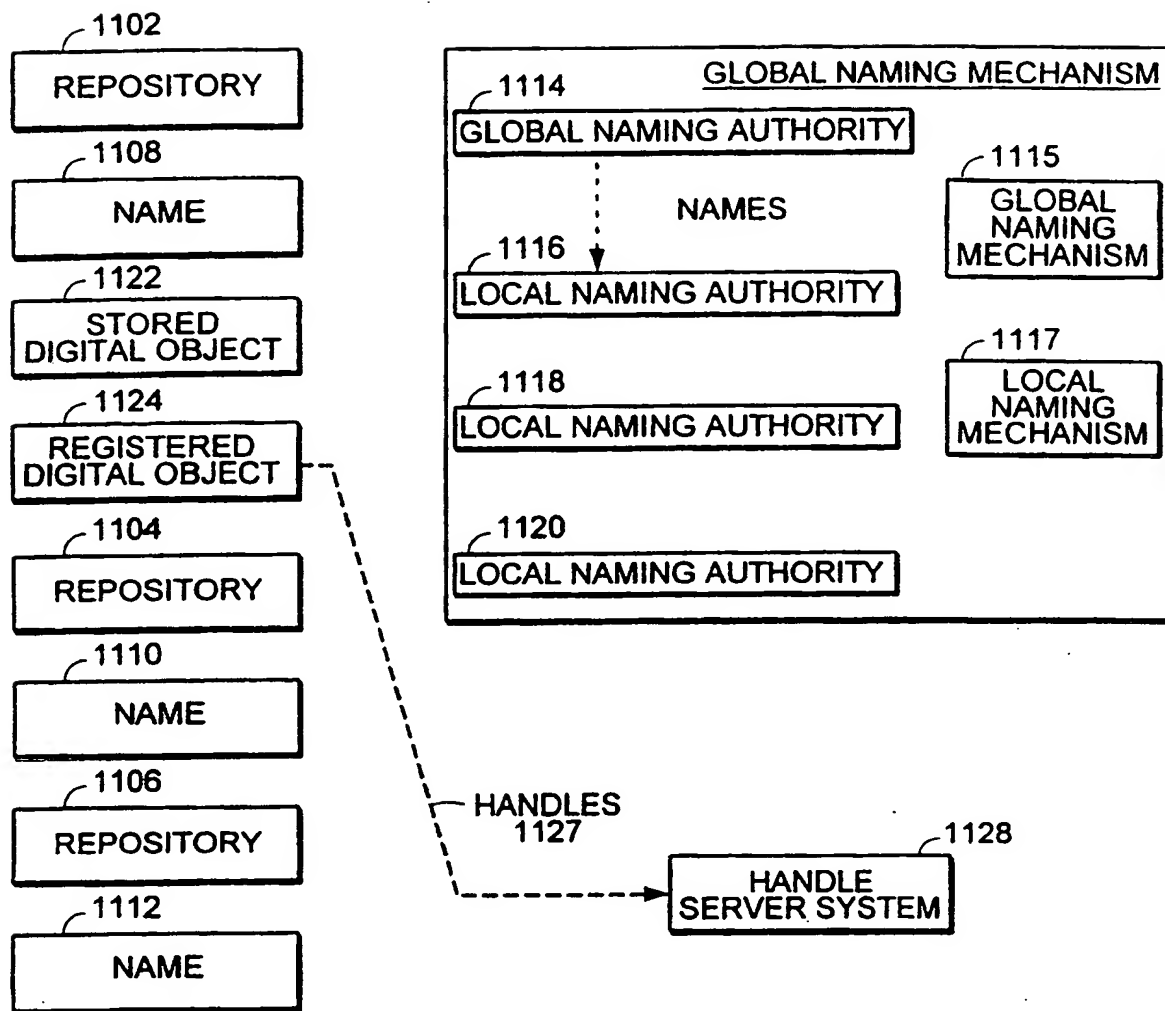 1102
REPOSITORY
1108
NAME
1122
STORED
DIGITAL OBJECT
1124
REGISTERED
DIGITAL OBJECT
1104
REPOSITORY
1110
NAME
1106
REPOSITORY
1112
NAME
GLOBAL NAMING MECHANISM
1114
GLOBAL NAMING AUTHORITY
NAMES
1116
LOCAL NAMING AUTHORITY
1118
LOCAL NAMING AUTHORITY
1120
LOCAL NAMING AUTHORITY
1115
GLOBAL
NAMING
MECHANISM
1117
LOCAL
NAMING
MECHANISM
HANDLES
1127
1128
HANDLE
SERVER SYSTEM